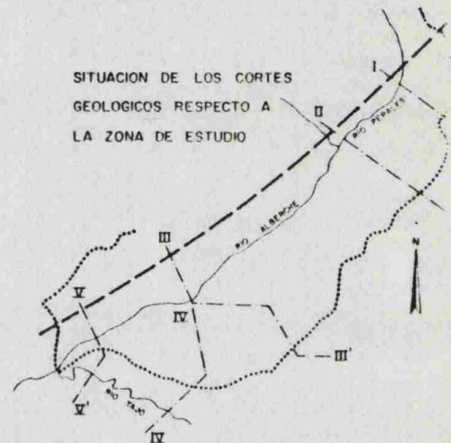 SITUACION DE LOS CORTES
GEOLOGICOS RESPECTO A
LA ZONA DE ESTUDIO
I
II
RIO PERALES
RIO ALBERCHE
III
N
V
IV
III'
V'
RIO TAJO
IV